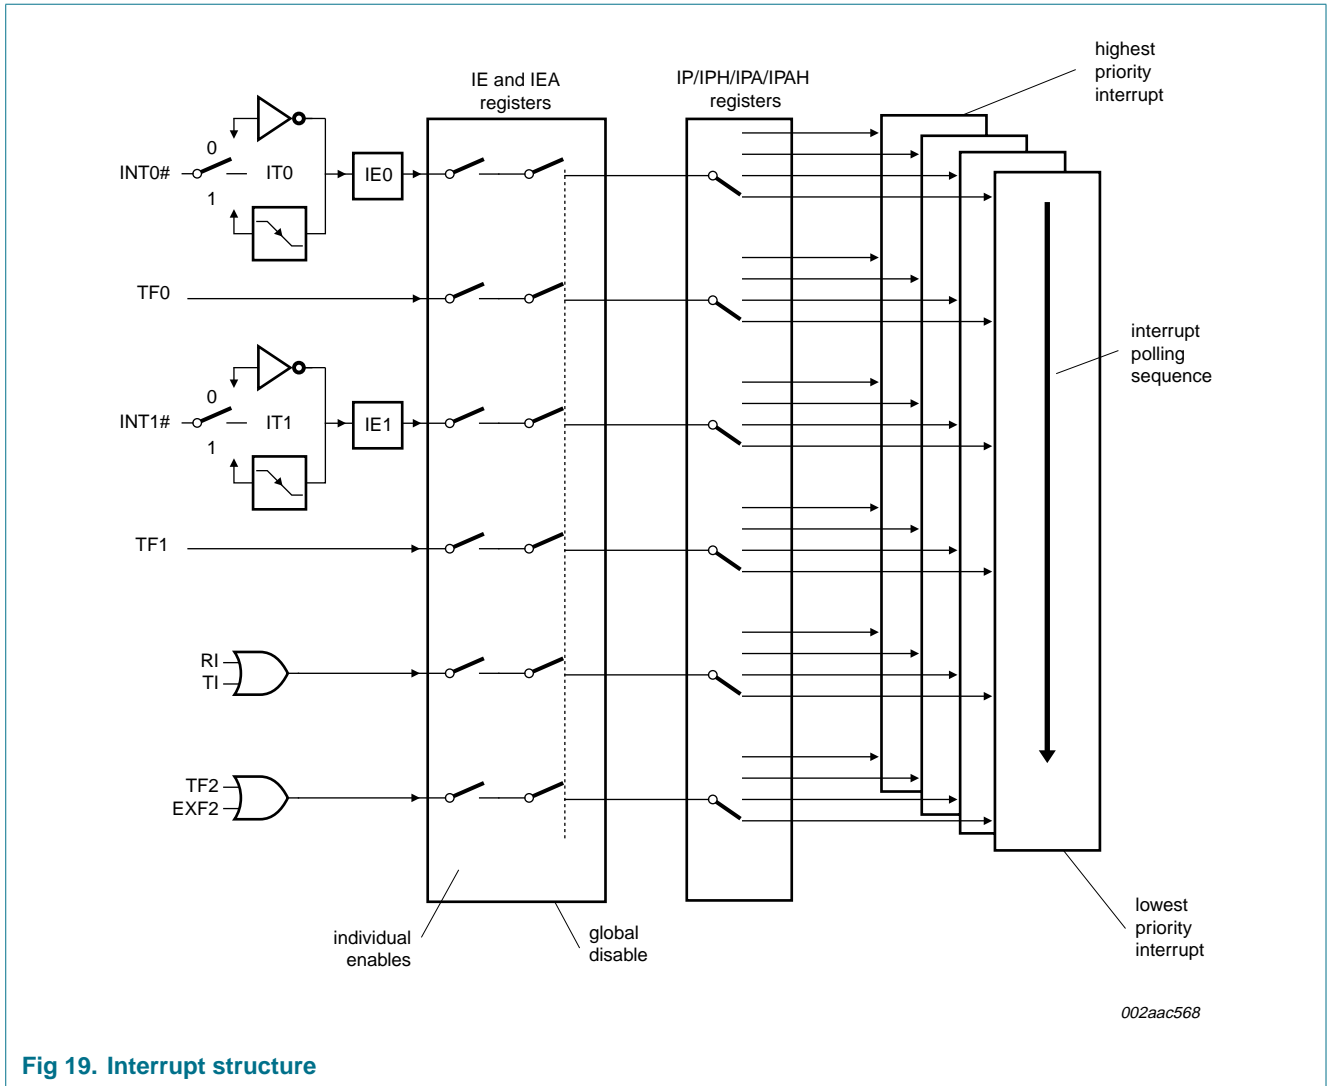 highest
priority
interrupt
IE and IEA
registers
IP/IPH/IPA/IPAH
registers
0
INT0#
IT0
IE0
1
TF0
interrupt
polling
sequence
0
INT1#
IT1
IE1
1
TF1
RI
TI
TF2
EXF2
individual
enables
global
disable
lowest
priority
interrupt
002aac568
Fig 19. Interrupt structure